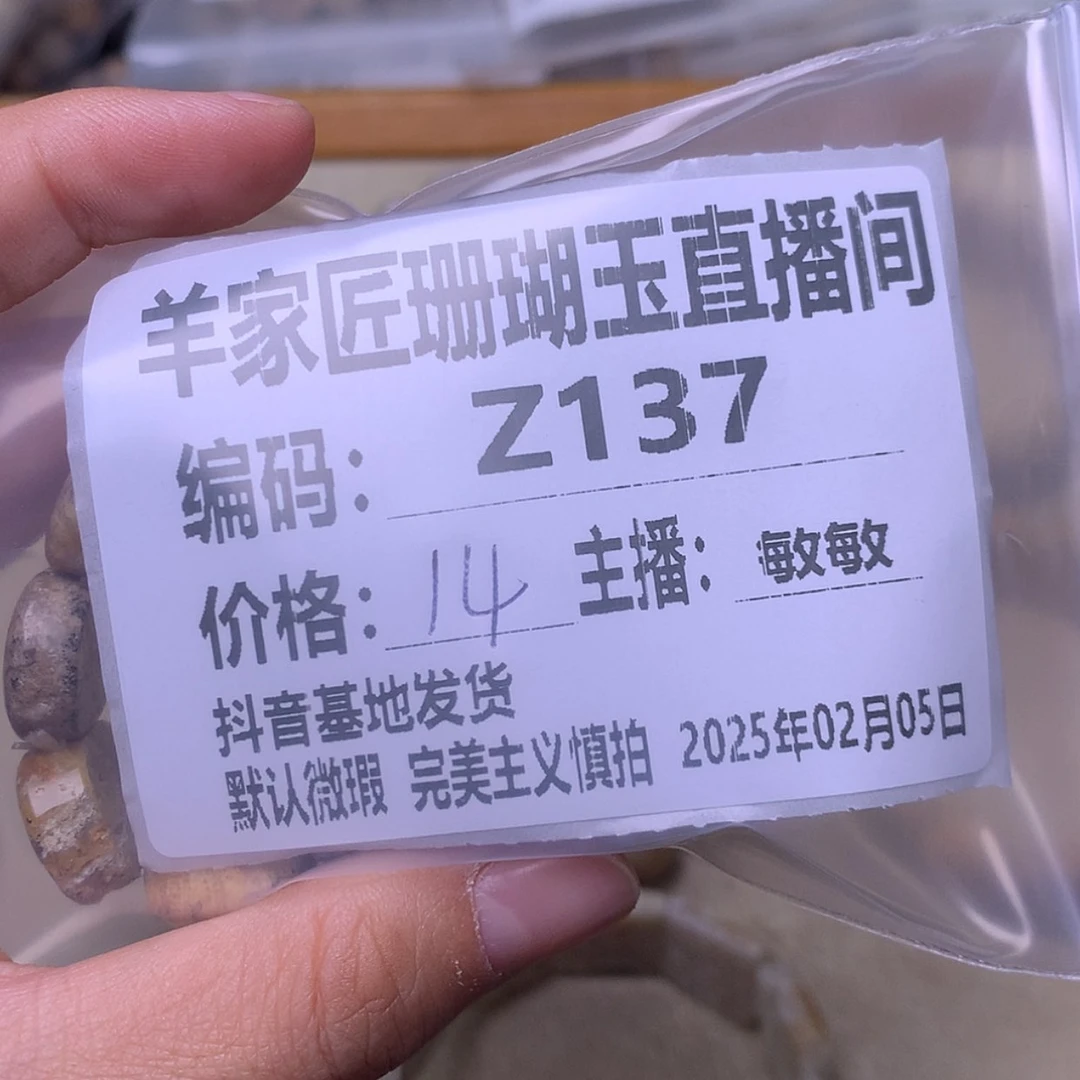 羊家匠珊瑚玉直播间
编码：Z137
价格：14 主播：敏敏
抖音基地发货
默认微瑕 完美主义慎拍 2025年02月05日